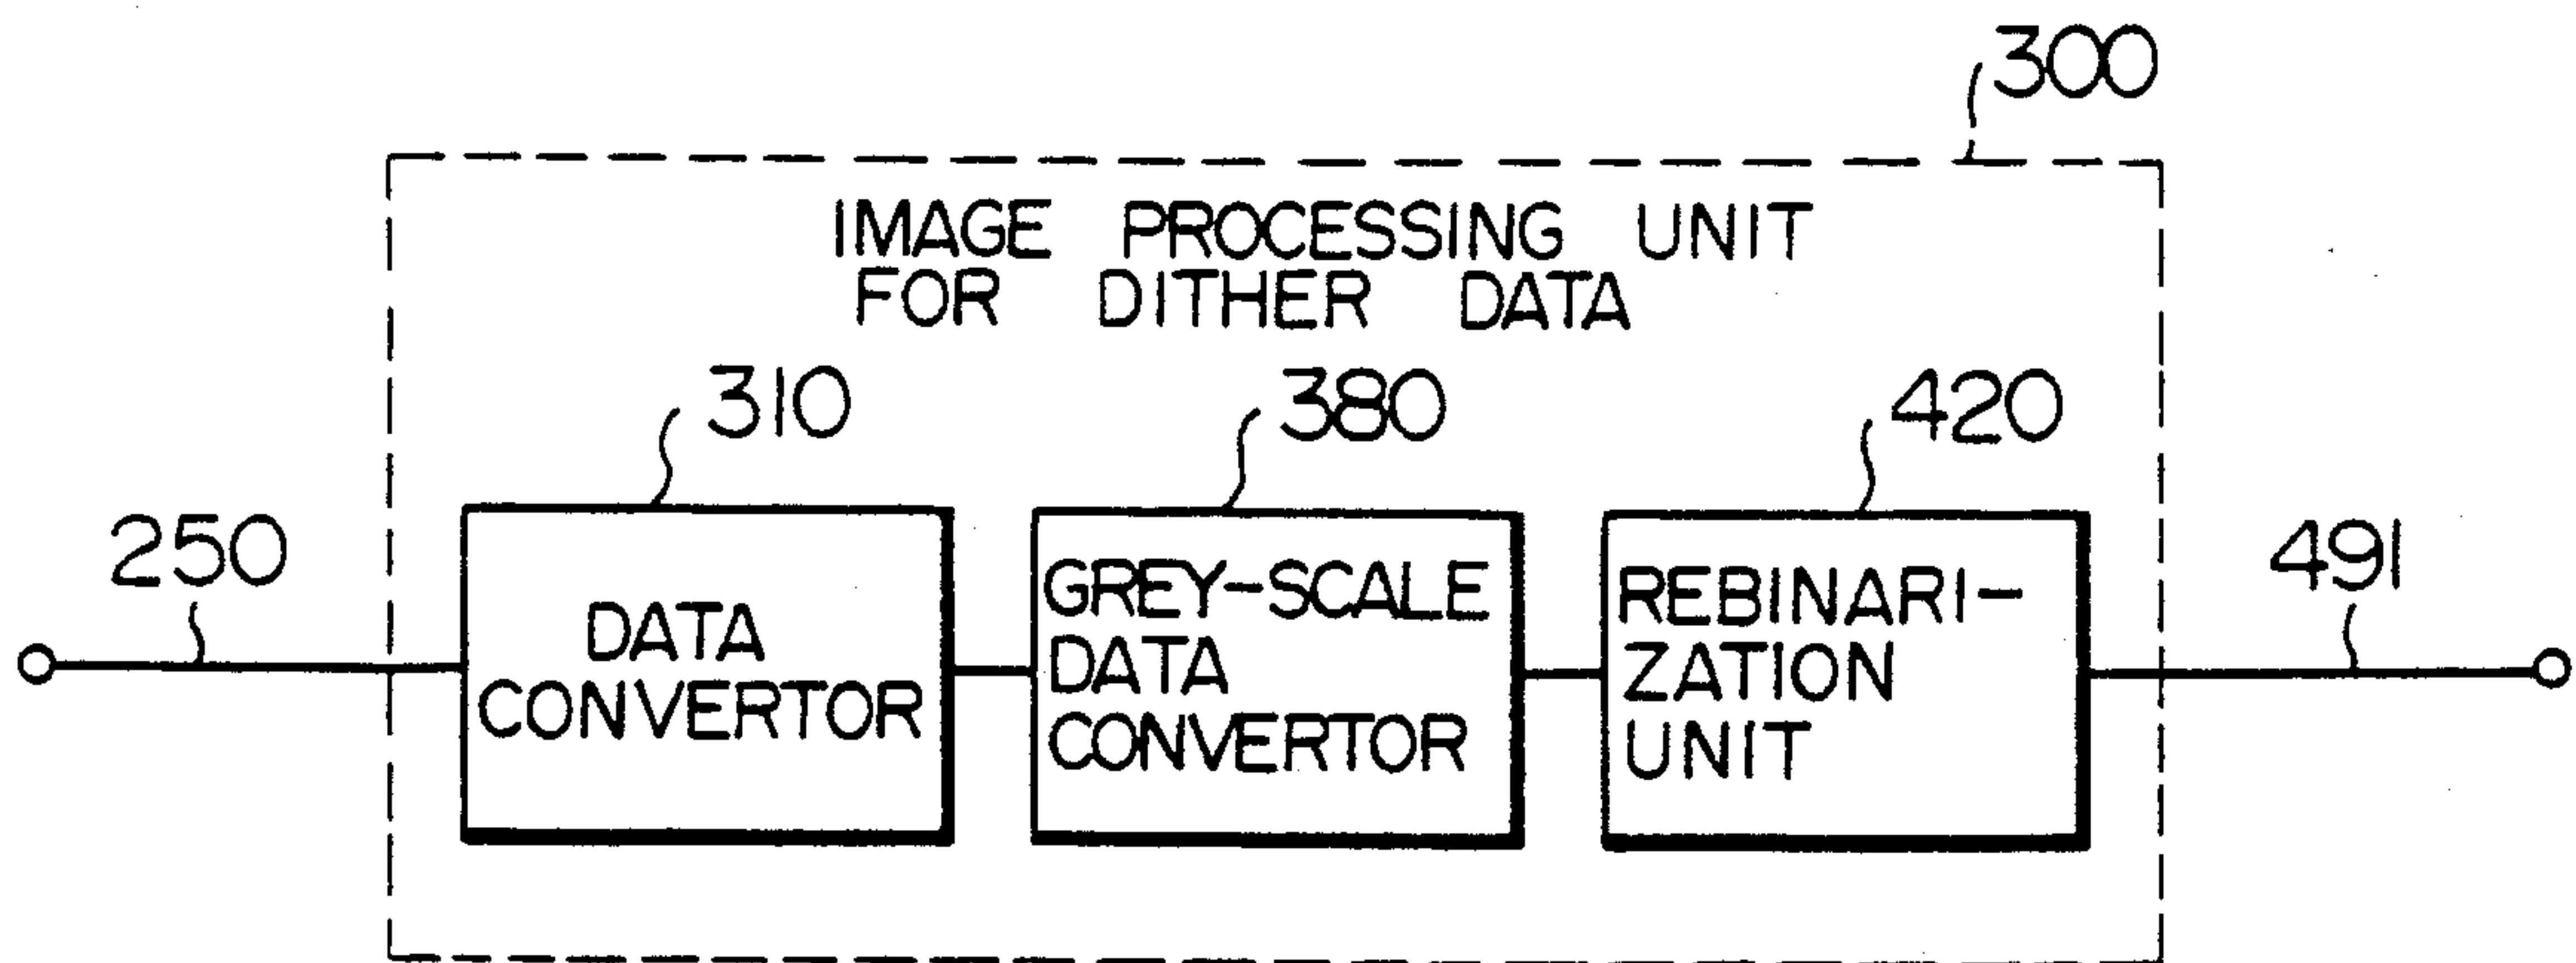 300
IMAGE PROCESSING UNIT
FOR DITHER DATA
310
380
420
250
491
DATA
CONVERTOR
GREY-SCALE
DATA
CONVERTOR
REBINARI-
ZATION
UNIT